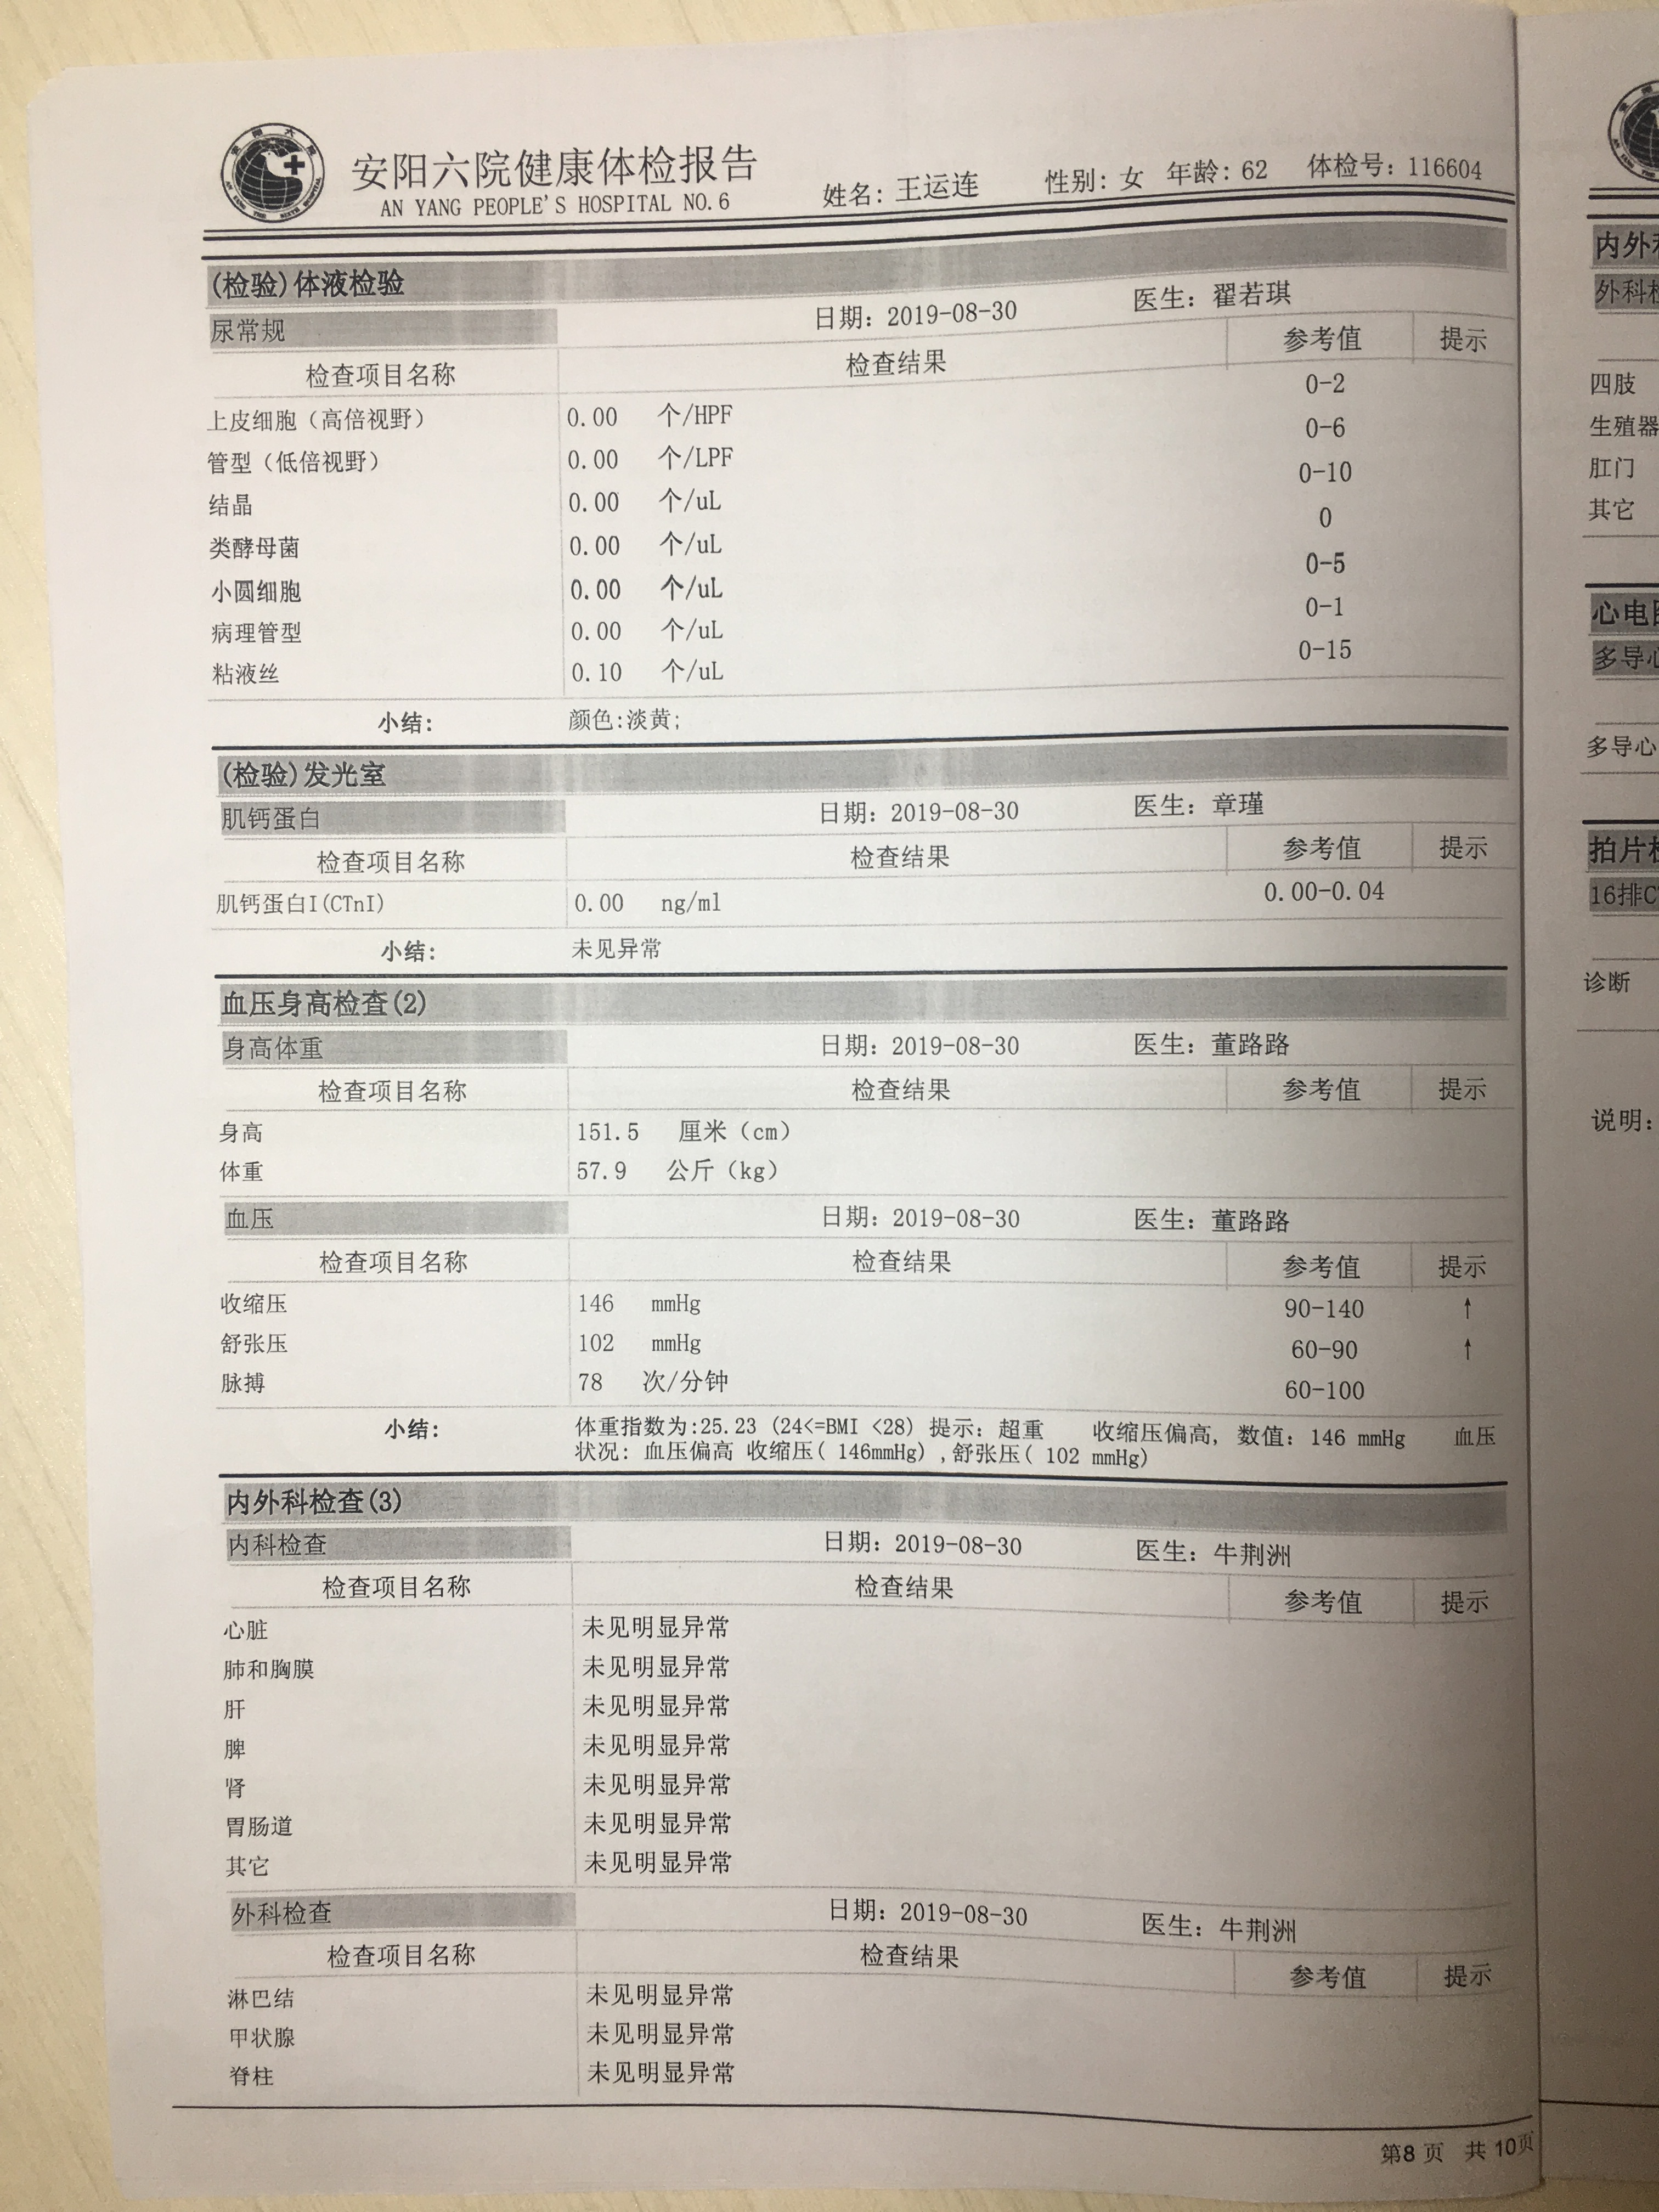 安阳六院健康体检报告
AN YANG PEOPLE'S HOSPITAL NO.6
姓名: 王运连 性别: 女 年龄: 62 体检号: 116604
(检验)体液检验
尿常规 日期: 2019-08-30 医生: 翟若琪
检查项目名称 检查结果 参考值 提示
上皮细胞（高倍视野） 0.00 个/HPF 0-2
管型（低倍视野） 0.00 个/LPF 0-6
结晶 0.00 个/uL 0-10
类酵母菌 0.00 个/uL 0
小圆细胞 0.00 个/uL 0-5
病理管型 0.00 个/uL 0-1
粘液丝 0.10 个/uL 0-15
小结: 颜色:淡黄;
(检验)发光室
肌钙蛋白 日期: 2019-08-30 医生: 章瑾
检查项目名称 检查结果 参考值 提示
肌钙蛋白I(CTnI) 0.00 ng/ml 0.00-0.04
小结: 未见异常
血压身高检查(2)
身高体重 日期: 2019-08-30 医生: 董路路
检查项目名称 检查结果 参考值 提示
身高 151.5 厘米（cm）
体重 57.9 公斤（kg）
血压 日期: 2019-08-30 医生: 董路路
检查项目名称 检查结果 参考值 提示
收缩压 146 mmHg 90-140 ↑
舒张压 102 mmHg 60-90 ↑
脉搏 78 次/分钟 60-100
小结: 体重指数为:25.23 (24<=BMI <28) 提示: 超重 收缩压偏高, 数值: 146 mmHg 血压
状况: 血压偏高 收缩压( 146mmHg) ,舒张压( 102 mmHg)
内外科检查(3)
内科检查 日期: 2019-08-30 医生: 牛荆洲
检查项目名称 检查结果 参考值 提示
心脏 未见明显异常
肺和胸膜 未见明显异常
肝 未见明显异常
脾 未见明显异常
肾 未见明显异常
胃肠道 未见明显异常
其它 未见明显异常
外科检查 日期: 2019-08-30 医生: 牛荆洲
检查项目名称 检查结果 参考值 提示
淋巴结 未见明显异常
甲状腺 未见明显异常
脊柱 未见明显异常
第8 页 共 10页
内外
外科
四肢
生殖器
肛门
其它
心电
多导
多导心
拍片
16排C
诊断
说明: